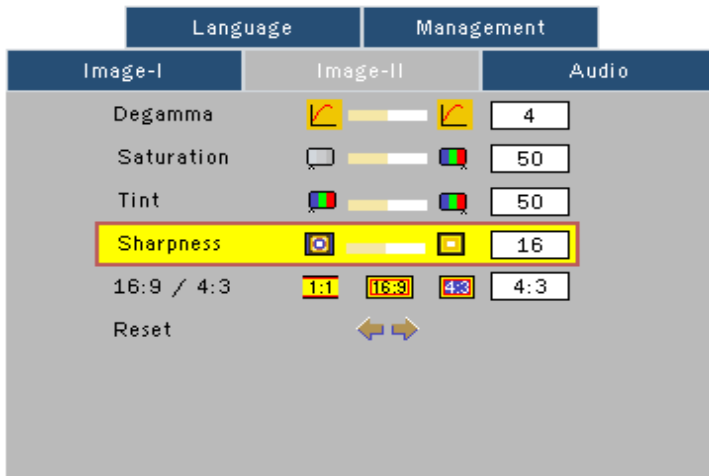 Language Management
Image-I Image-II Audio
Degamma 4
Saturation 50
Tint 50
Sharpness 16
16:9 / 4:3 1:1 16:9 4:3 4:3
Reset